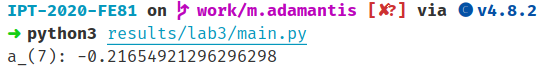 IPT-2020-FE81 on  work/m.adamantis [✘?] via C v4.8.2
➜ python3 results/lab3/main.py
a_(7): -0.21654921296296298